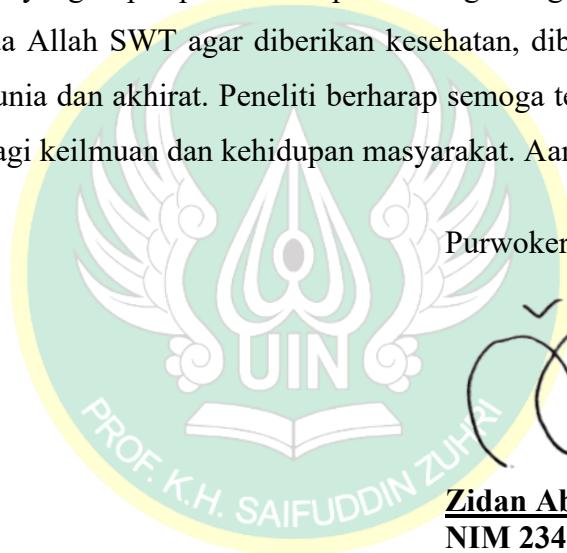 a Allah SWT agar diberikan kesehatan, dib
unia dan akhirat. Peneliti berharap semoga te
agi keilmuan dan kehidupan masyarakat. Aar
Purwoker
UIN
PROF. K.H. SAIFUDDIN ZUHRI
Zidan Ab
NIM 234